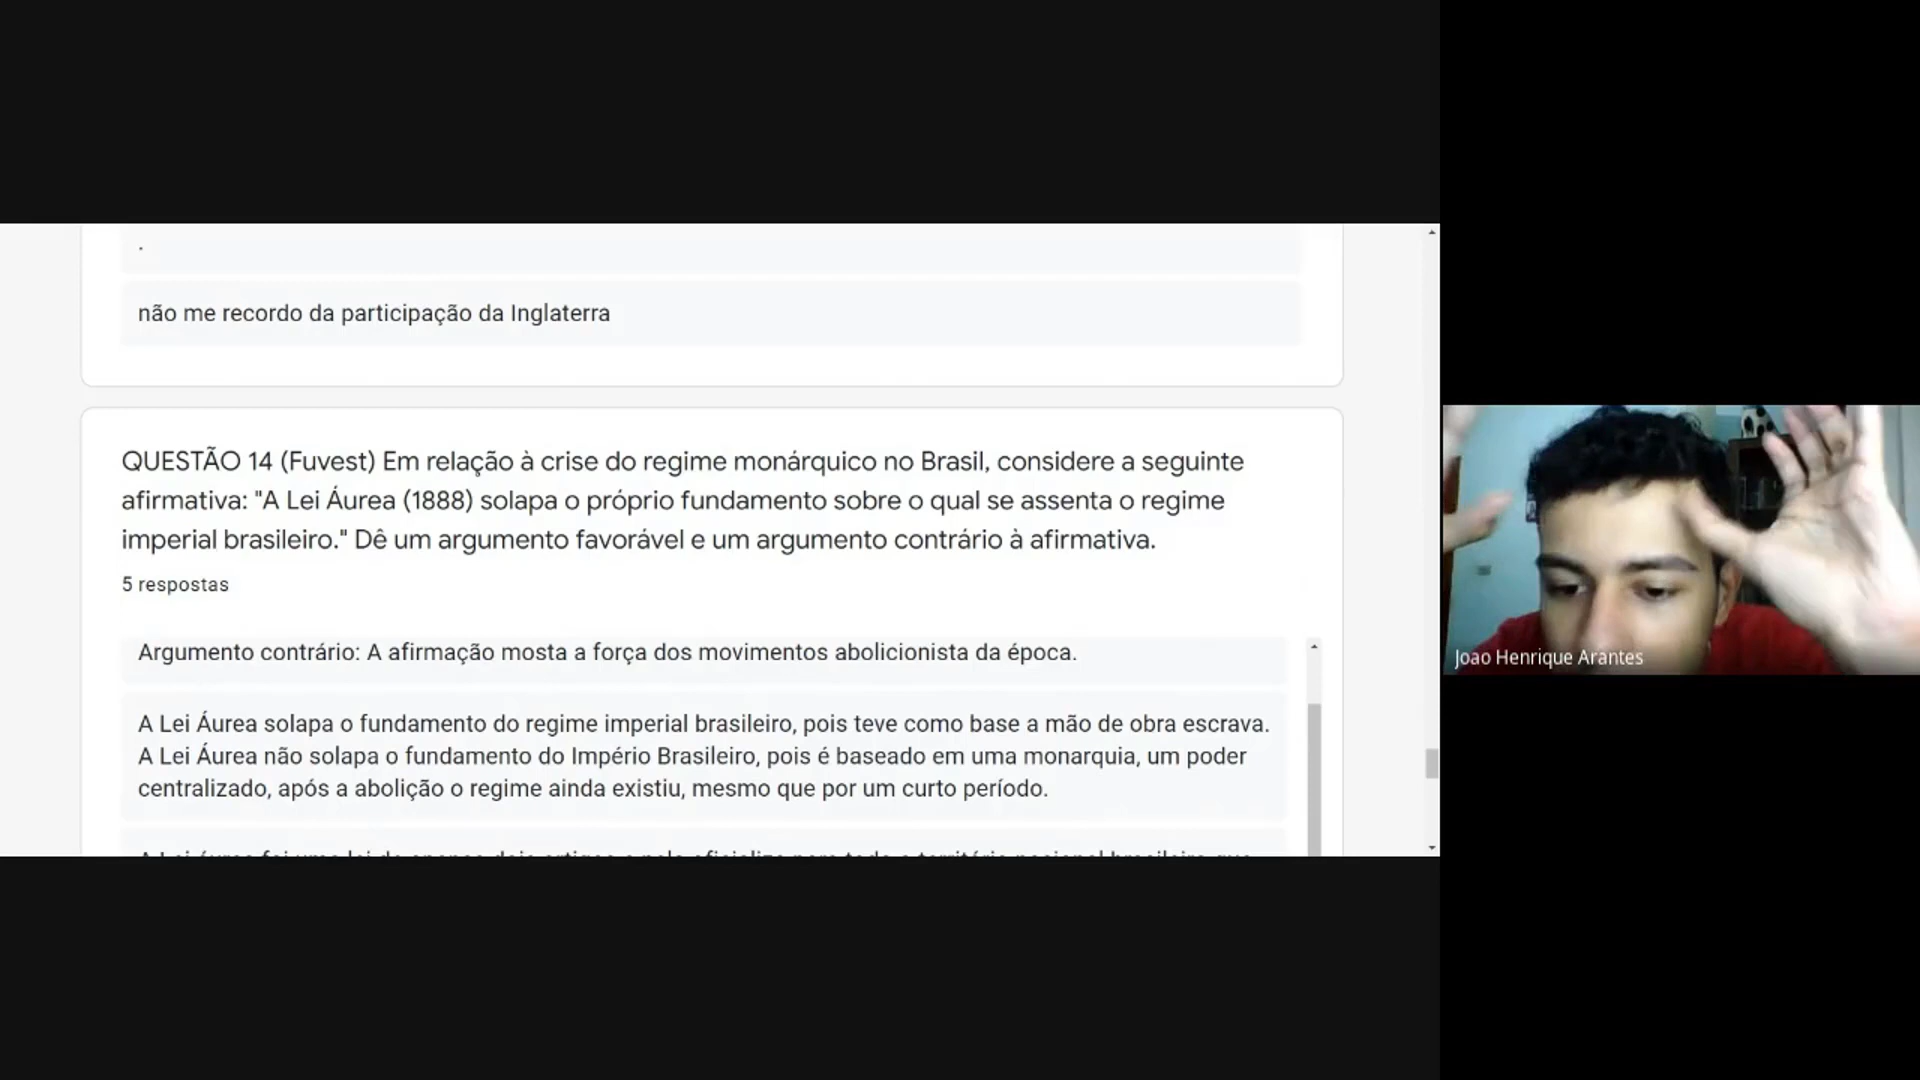 .
não me recordo da participação da Inglaterra
QUESTÃO 14 (Fuvest) Em relação à crise do regime monárquico no Brasil, considere a seguinte
afirmativa: "A Lei Áurea (1888) solapa o próprio fundamento sobre o qual se assenta o regime
imperial brasileiro." Dê um argumento favorável e um argumento contrário à afirmativa.
5 respostas
Argumento contrário: A afirmação mosta a força dos movimentos abolicionista da época.
A Lei Áurea solapa o fundamento do regime imperial brasileiro, pois teve como base a mão de obra escrava.
A Lei Áurea não solapa o fundamento do Império Brasileiro, pois é baseado em uma monarquia, um poder
centralizado, após a abolição o regime ainda existiu, mesmo que por um curto período.
Joao Henrique Arantes